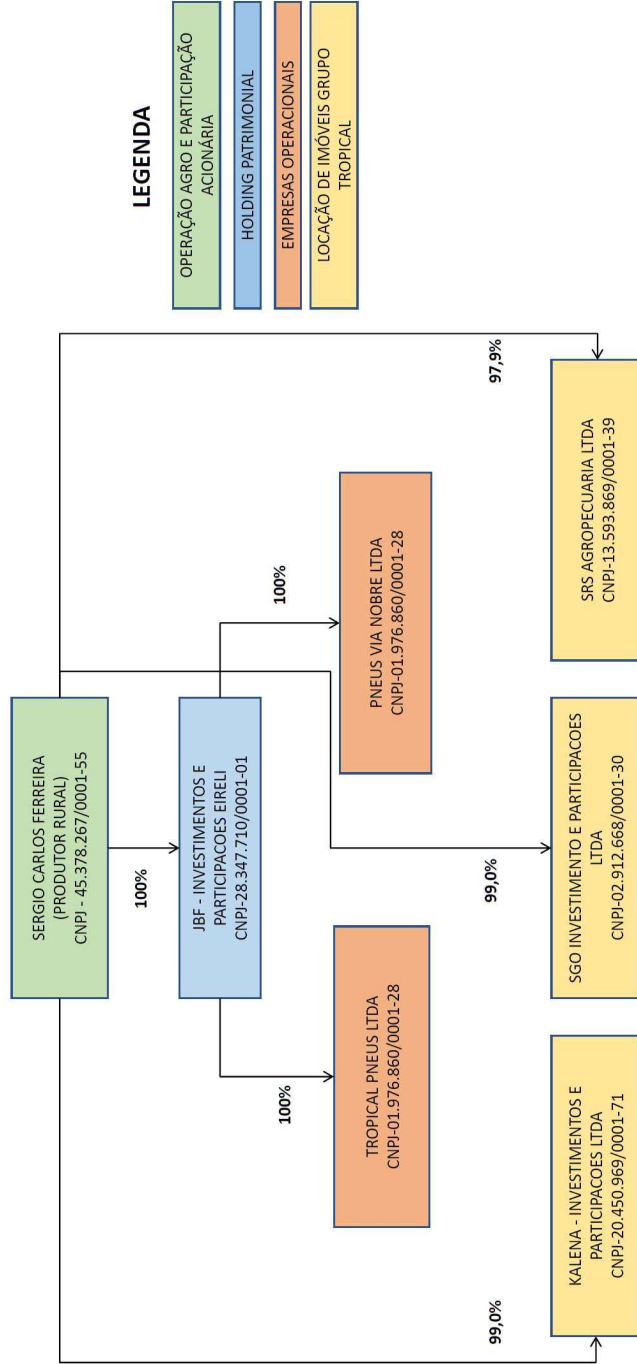 SERGIO CARLOS FERREIRA
(PRODUTOR RURAL)
CNPJ - 45.378.267/0001-55
100%
JBF - INVESTIMENTOS E
PARTICIPACOES EIRELI
CNPJ-28.347.710/0001-01
100%
100%
TROPICAL PNEUS LTDA
CNPJ-01.976.860/0001-28
PNEUS VIA NOBRE LTDA
CNPJ-01.976.860/0001-28
99,0%
99,0%
97,9%
KALENA - INVESTIMENTOS E
PARTICIPACOES LTDA
CNPJ-20.450.969/0001-71
SGO INVESTIMENTO E PARTICIPACOES
LTDA
CNPJ-02.912.668/0001-30
SRS AGROPECUARIA LTDA
CNPJ-13.593.869/0001-39
LEGENDA
OPERAÇÃO AGRO E PARTICIPAÇÃO
ACIONÁRIA
HOLDING PATRIMONIAL
EMPRESAS OPERACIONAIS
LOCAÇÃO DE IMÓVEIS GRUPO
TROPICAL